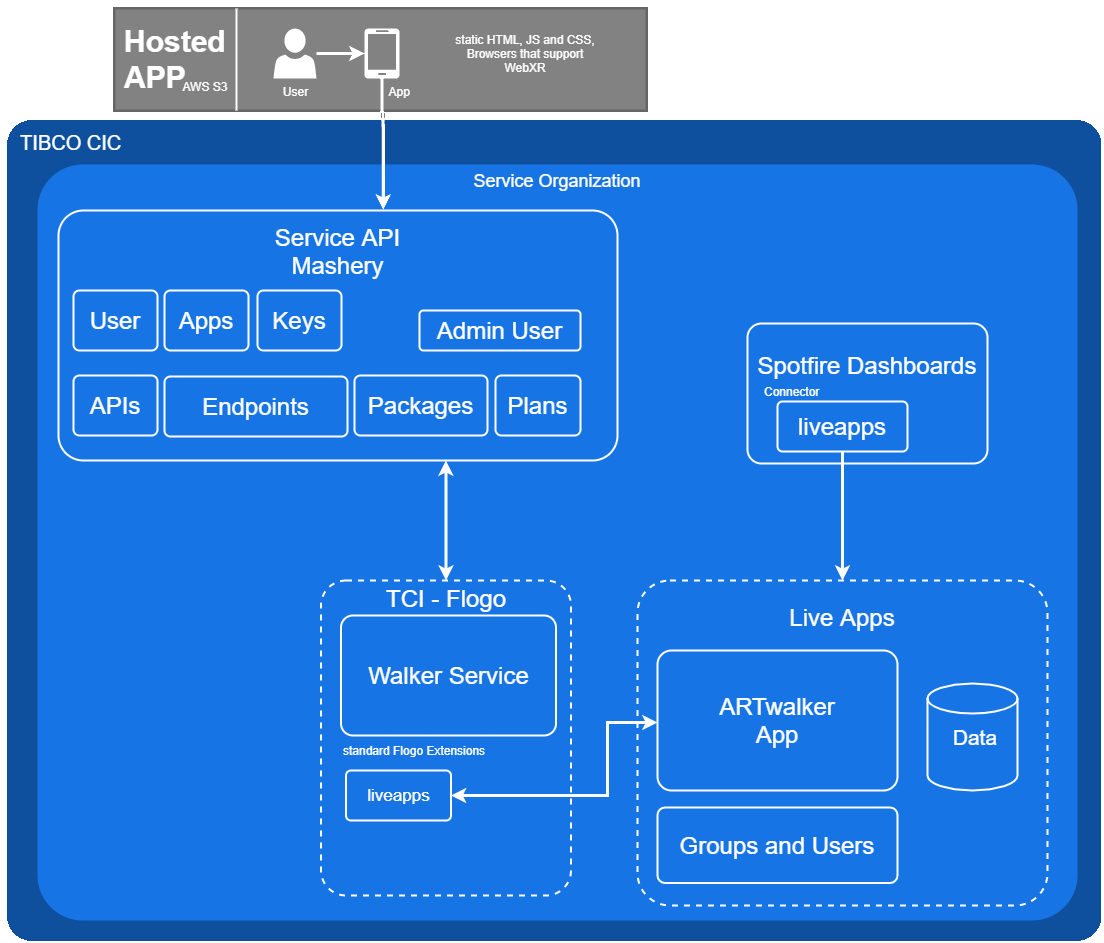 Hosted
APP
AWS S3
User
App
static HTML, JS and CSS,
Browsers that support
WebXR
TIBCO CIC
Service Organization
Service API
Mashery
User
Apps
Keys
Admin User
APIs
Endpoints
Packages
Plans
Spotfire Dashboards
Connector
liveapps
TCI - Flogo
Walker Service
standard Flogo Extensions
liveapps
Live Apps
ARTwalker
App
Data
Groups and Users